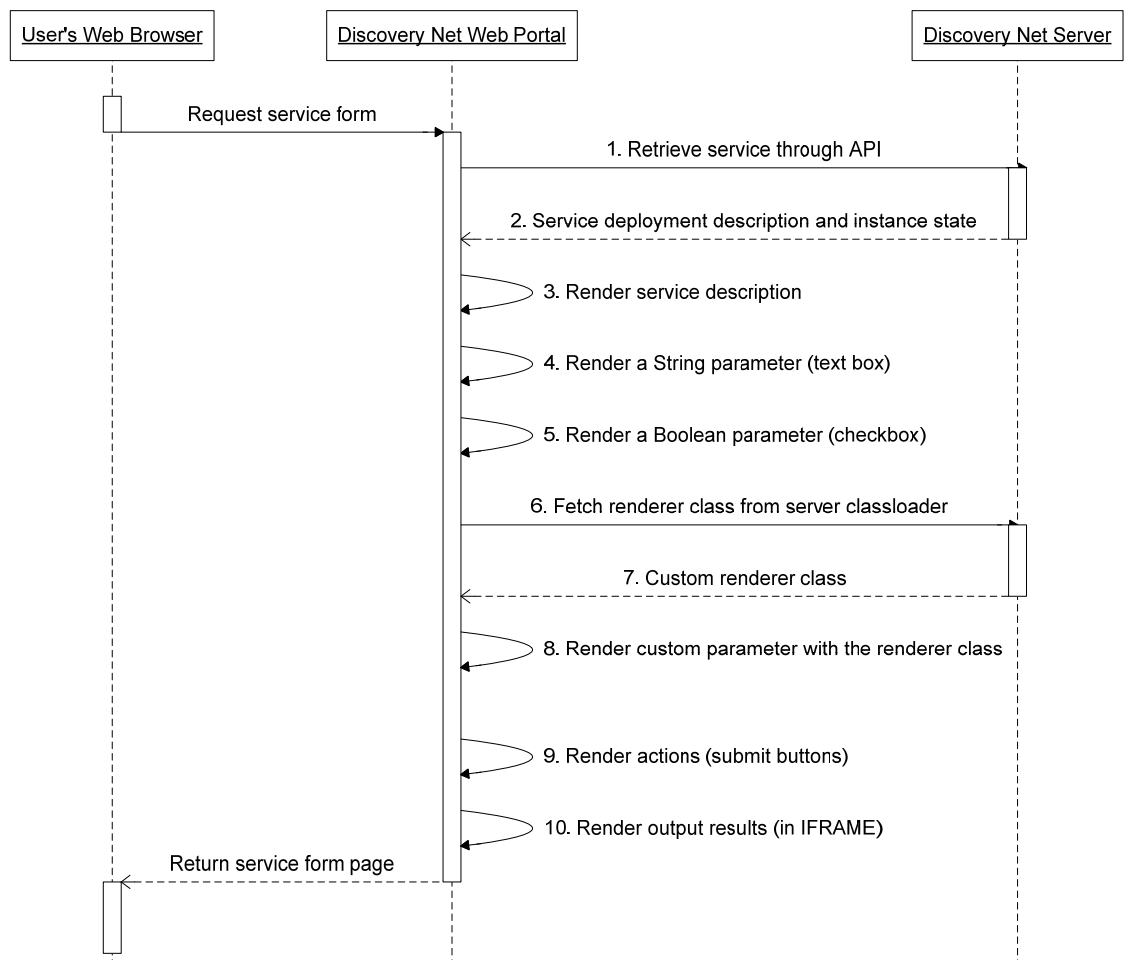 User's Web Browser
Discovery Net Web Portal
Discovery Net Server
Request service form
1. Retrieve service through API
2. Service deployment description and instance state
3. Render service description
4. Render a String parameter (text box)
5. Render a Boolean parameter (checkbox)
6. Fetch renderer class from server classloader
7. Custom renderer class
8. Render custom parameter with the renderer class
9. Render actions (submit buttons)
10. Render output results (in IFRAME)
Return service form page